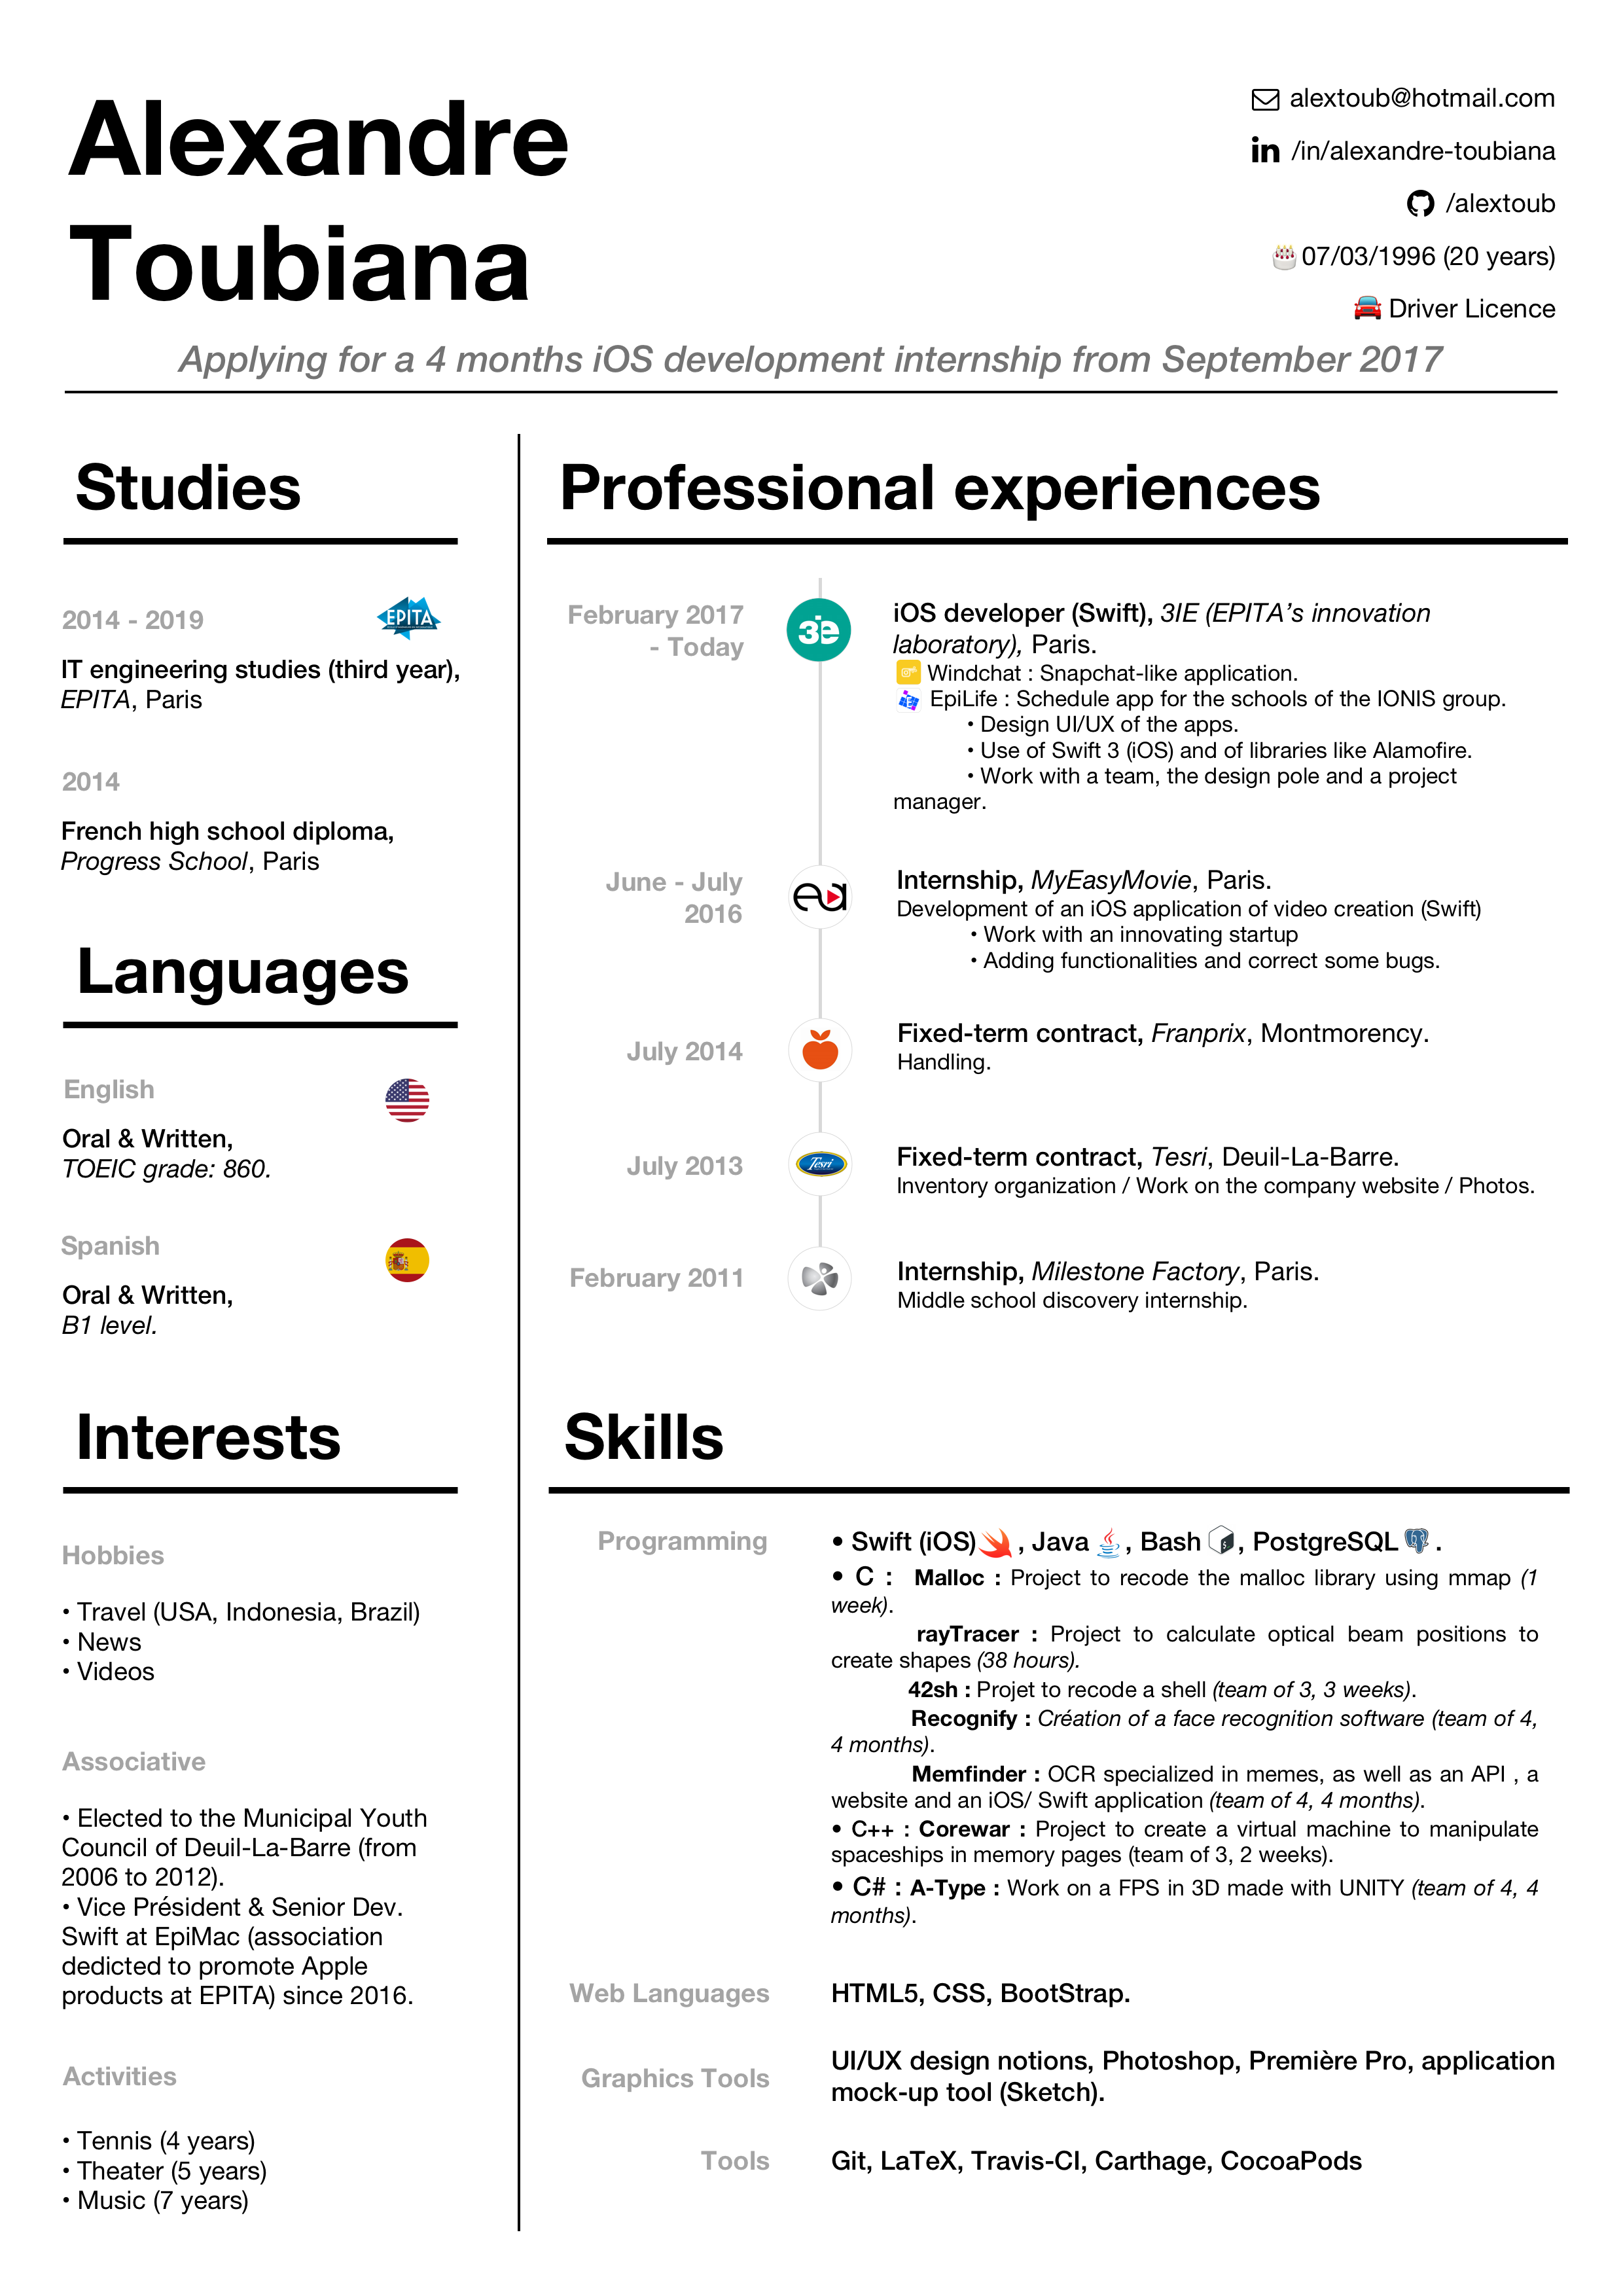 Alexandre
Toubiana
alextoub@hotmail.com
/in/alexandre-toubiana
/alextoub
07/03/1996 (20 years)
Driver Licence
Applying for a 4 months iOS development internship from September 2017
Studies
2014 - 2019
EPITA
IT engineering studies (third year),
EPITA, Paris
2014
French high school diploma,
Progress School, Paris
Languages
English
Oral & Written,
TOEIC grade: 860.
Spanish
Oral & Written,
B1 level.
Interests
Hobbies
• Travel (USA, Indonesia, Brazil)
• News
• Videos
Associative
• Elected to the Municipal Youth
Council of Deuil-La-Barre (from
2006 to 2012).
• Vice Président & Senior Dev.
Swift at EpiMac (association
dedicted to promote Apple
products at EPITA) since 2016.
Activities
• Tennis (4 years)
• Theater (5 years)
• Music (7 years)
Professional experiences
February 2017
- Today
3ie
iOS developer (Swift), 3IE (EPITA's innovation
laboratory), Paris.
Windchat : Snapchat-like application.
EpiLife : Schedule app for the schools of the IONIS group.
• Design UI/UX of the apps.
• Use of Swift 3 (iOS) and of libraries like Alamofire.
• Work with a team, the design pole and a project
manager.
June - July
2016
Internship, MyEasyMovie, Paris.
Development of an iOS application of video creation (Swift)
• Work with an innovating startup
• Adding functionalities and correct some bugs.
July 2014
Fixed-term contract, Franprix, Montmorency.
Handling.
July 2013
Tesri
Fixed-term contract, Tesri, Deuil-La-Barre.
Inventory organization / Work on the company website / Photos.
February 2011
Internship, Milestone Factory, Paris.
Middle school discovery internship.
Skills
Programming
• Swift (iOS) , Java , Bash , PostgreSQL .
• C : Malloc : Project to recode the malloc library using mmap (1
week).
rayTracer : Project to calculate optical beam positions to
create shapes (38 hours).
42sh : Projet to recode a shell (team of 3, 3 weeks).
Recognify : Création of a face recognition software (team of 4,
4 months).
Memfinder : OCR specialized in memes, as well as an API , a
website and an iOS/ Swift application (team of 4, 4 months).
• C++ : Corewar : Project to create a virtual machine to manipulate
spaceships in memory pages (team of 3, 2 weeks).
• C# : A-Type : Work on a FPS in 3D made with UNITY (team of 4, 4
months).
Web Languages
HTML5, CSS, BootStrap.
Graphics Tools
UI/UX design notions, Photoshop, Première Pro, application
mock-up tool (Sketch).
Tools
Git, LaTeX, Travis-CI, Carthage, CocoaPods